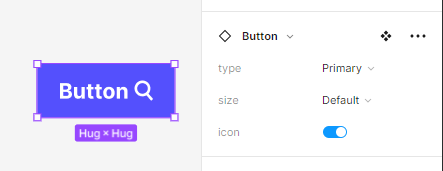 Button
Hug × Hug
Button
type Primary
size Default
icon